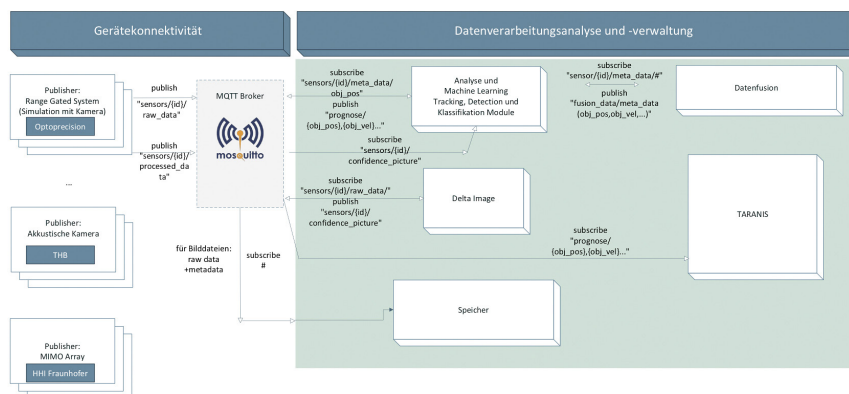 Gerätekonnektivität
Datenverarbeitungsanalyse und -verwaltung
Publisher:
Range Gated System
(Simulation mit Kamera)
Optoprecision
publish
"sensors/{id}/
raw_data"
publish
"sensors/{id}/
processed_da
ta"
...
Publisher:
Akkustische Kamera
THB
Publisher:
MIMO Array
HHI Fraunhofer
MQTT Broker
mosquitto
für Bilddateien:
raw data
+metadata
subscribe
#
subscribe
"sensors/{id}/meta_data/
obj_pos"
publish
"prognose/
{obj_pos},{obj_vel}..."
subscribe
"sensors/{id}/
confidence_picture"
subscribe
"sensors/{id}/raw_data/"
publish
"sensors/{id}/
confidence_picture"
Analyse und
Machine Learning
Tracking, Detection und
Klassifikation Module
Delta Image
subscribe
"sensor/{id}/meta_data/#"
publish
"fusion_data/meta_data
{obj_pos,obj_vel,...}"
Datenfusion
subscribe
"prognose/
{obj_pos},{obj_vel}..."
TARANIS
Speicher